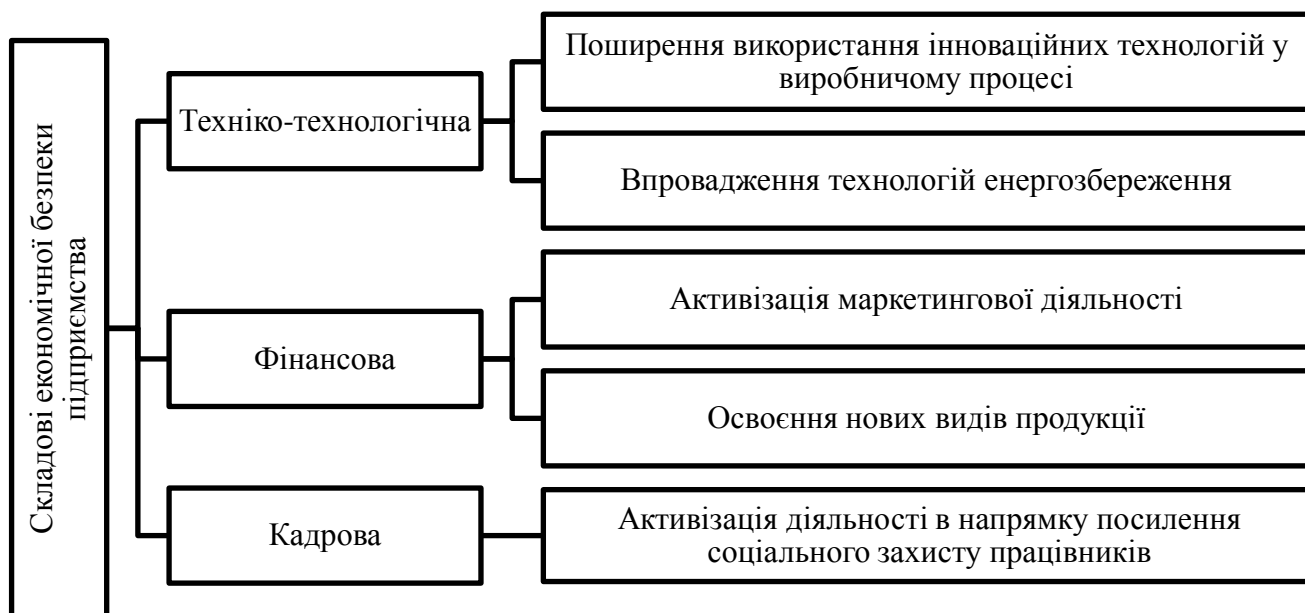 Складові економічної безпеки
підприємства
Техніко-технологічна
Поширення використання інноваційних технологій у
виробничому процесі
Впровадження технологій енергозбереження
Фінансова
Активізація маркетингової діяльності
Освоєння нових видів продукції
Кадрова
Активізація діяльності в напрямку посилення
соціального захисту працівників